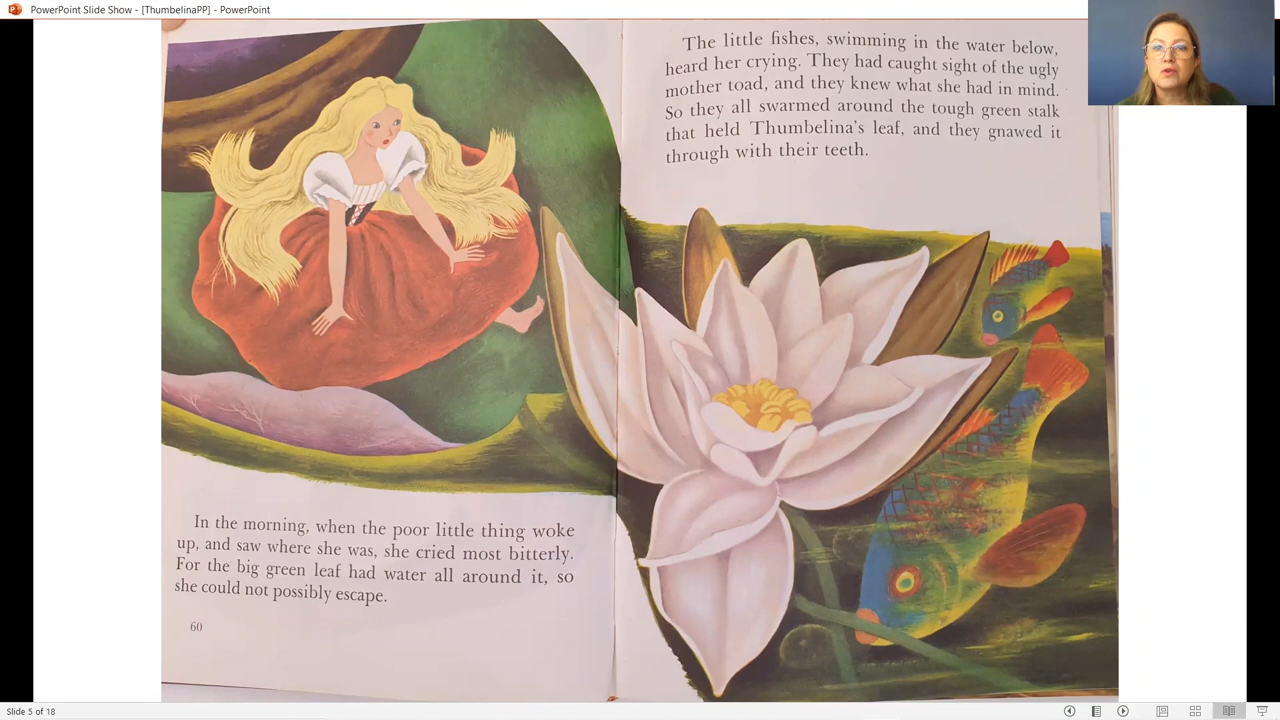 PowerPoint Slide Show - [ThumbelinaPP] - PowerPoint
In the morning, when the poor little thing woke
up, and saw where she was, she cried most bitterly.
For the big green leaf had water all around it, so
she could not possibly escape.
60
The little fishes, swimming in the water below,
heard her crying. They had caught sight of the ugly
mother toad, and they knew what she had in mind.
So they all swarmed around the tough green stalk
that held Thumbelina's leaf, and they gnawed it
through with their teeth.
Slide 5 of 18